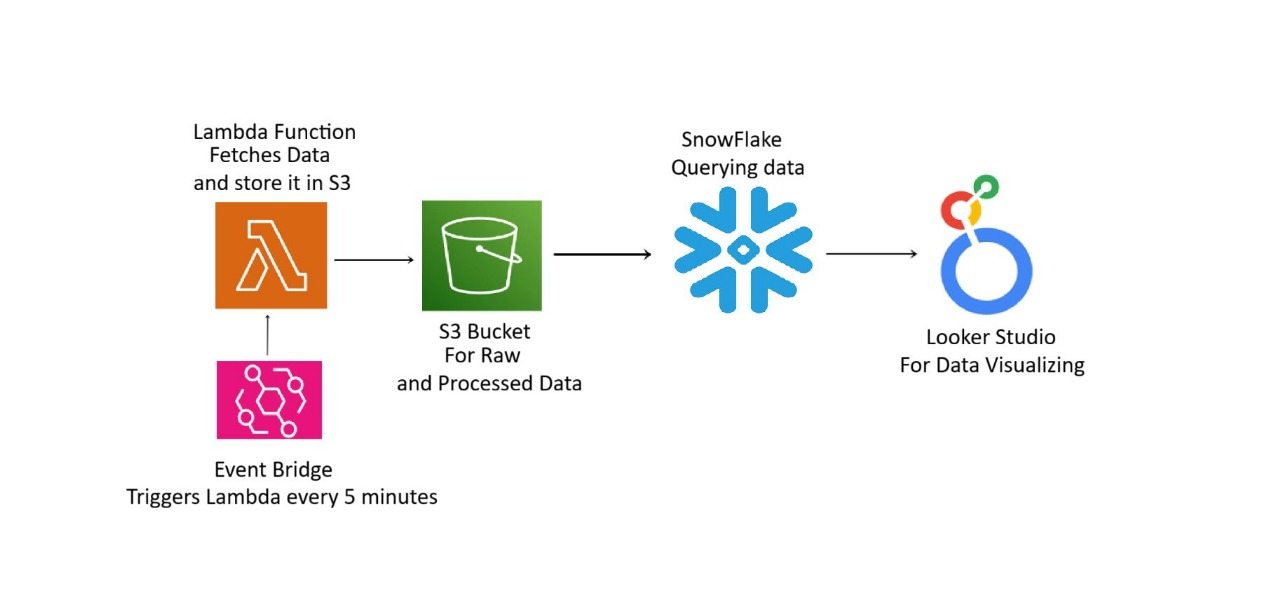 Lambda Function
Fetches Data
and store it in S3
Event Bridge
Triggers Lambda every 5 minutes
S3 Bucket
For Raw
and Processed Data
SnowFlake
Querying data
Looker Studio
For Data Visualizing